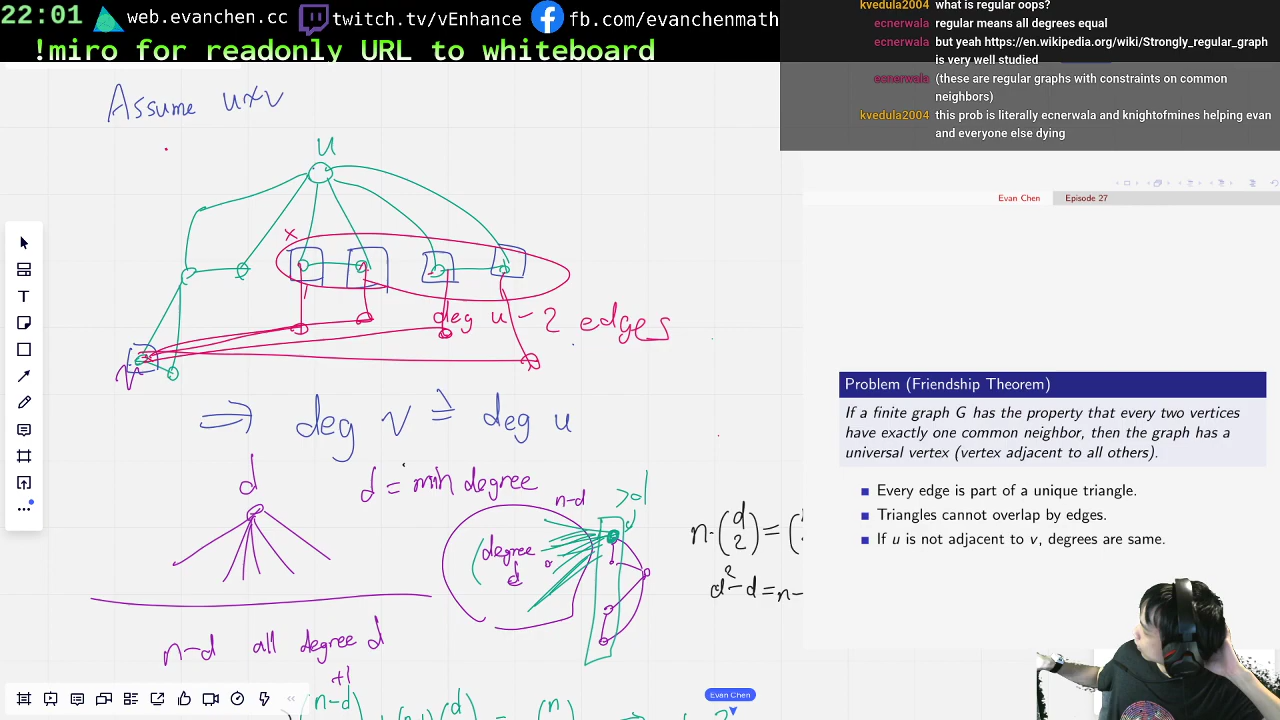 22:01 web.evanchen.cc twitch.tv/vEnhance fb.com/evanchenmath
!miro for readonly URL to whiteboard
kvedula2004 what is regular oops?
ecnerwala regular means all degrees equal
ecnerwala but yeah https://en.wikipedia.org/wiki/Strongly_regular_graph
is very well studied
ecnerwala (these are regular graphs with constraints on common
neighbors)
kvedula2004 this prob is literally ecnerwala and knightofmines helping evan
and everyone else dying
Evan Chen Episode 27
Problem (Friendship Theorem)
If a finite graph G has the property that every two vertices
have exactly one common neighbor, then the graph has a
universal vertex (vertex adjacent to all others).
Every edge is part of a unique triangle.
Triangles cannot overlap by edges.
If u is not adjacent to v, degrees are same.
Assume u≁v
u
x
deg u - 2 edges
v
⇒ deg v ≥ deg u
d
d = min degree
n-d
>d
degree
d
n·(d 2) =
d²-d = n-
n-d all degree d
+1
(n-d
(d
(n
Evan Chen